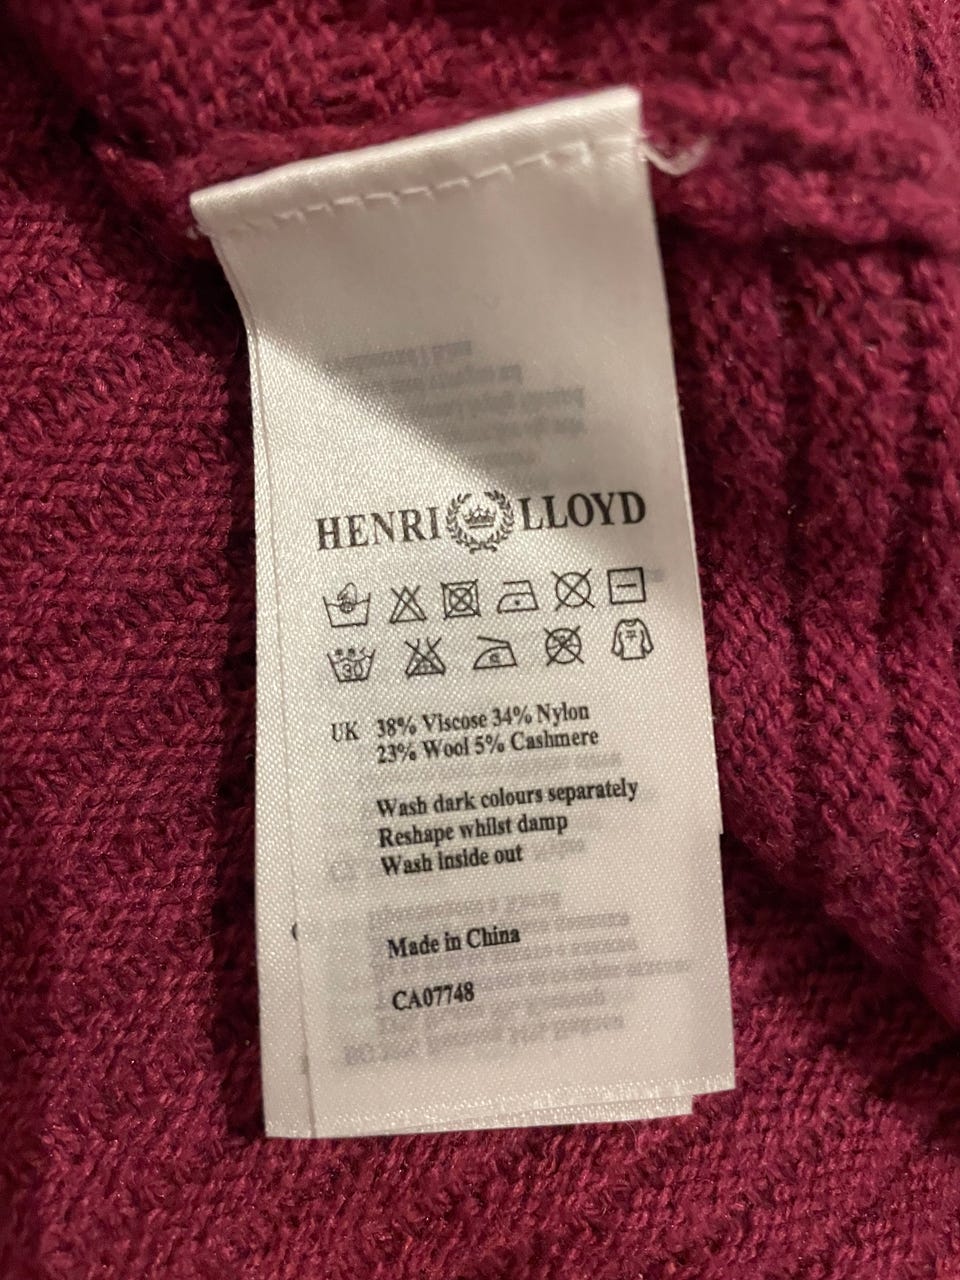 HENRI LLOYD
30
UK 38% Viscose 34% Nylon
23% Wool 5% Cashmere
Wash dark colours separately
Reshape whilst damp
Wash inside out
Made in China
CA07748